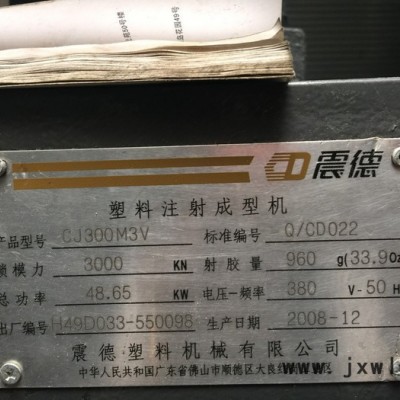 震德
塑料注射成型机
产品型号 CJ300M3V 标准编号 Q/CD022
锁模力 3000 KN 射胶量 960 g(33.9Oz
总功率 48.65 KW 电压-频率 380 V-50H
出厂编号 H49D033-550098 生产日期 2008-12
震德塑料机械有限公司
中华人民共和国广东省佛山市顺德区大良
www. jxwl